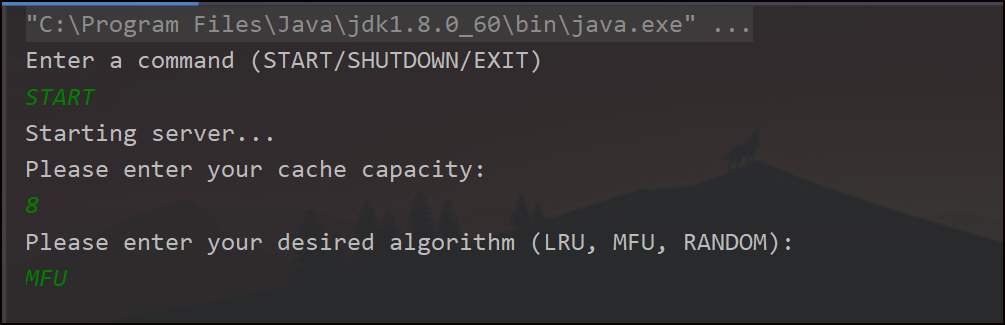 "C:\Program Files\Java\jdk1.8.0_60\bin\java.exe" ...
Enter a command (START/SHUTDOWN/EXIT)
START
Starting server...
Please enter your cache capacity:
8
Please enter your desired algorithm (LRU, MFU, RANDOM):
MFU